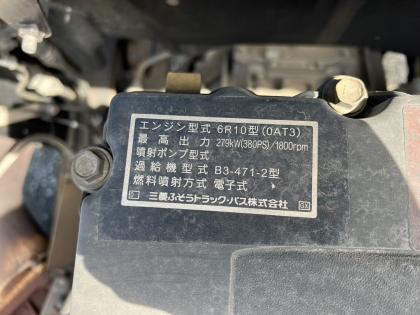 エンジン型式 6R10型(0AT3)
最高出力 279kW(380PS)/1800rpm
噴射ポンプ型式
過給機型式 B3-471-2型
燃料噴射方式 電子式
三菱ふそうトラック・バス株式会社